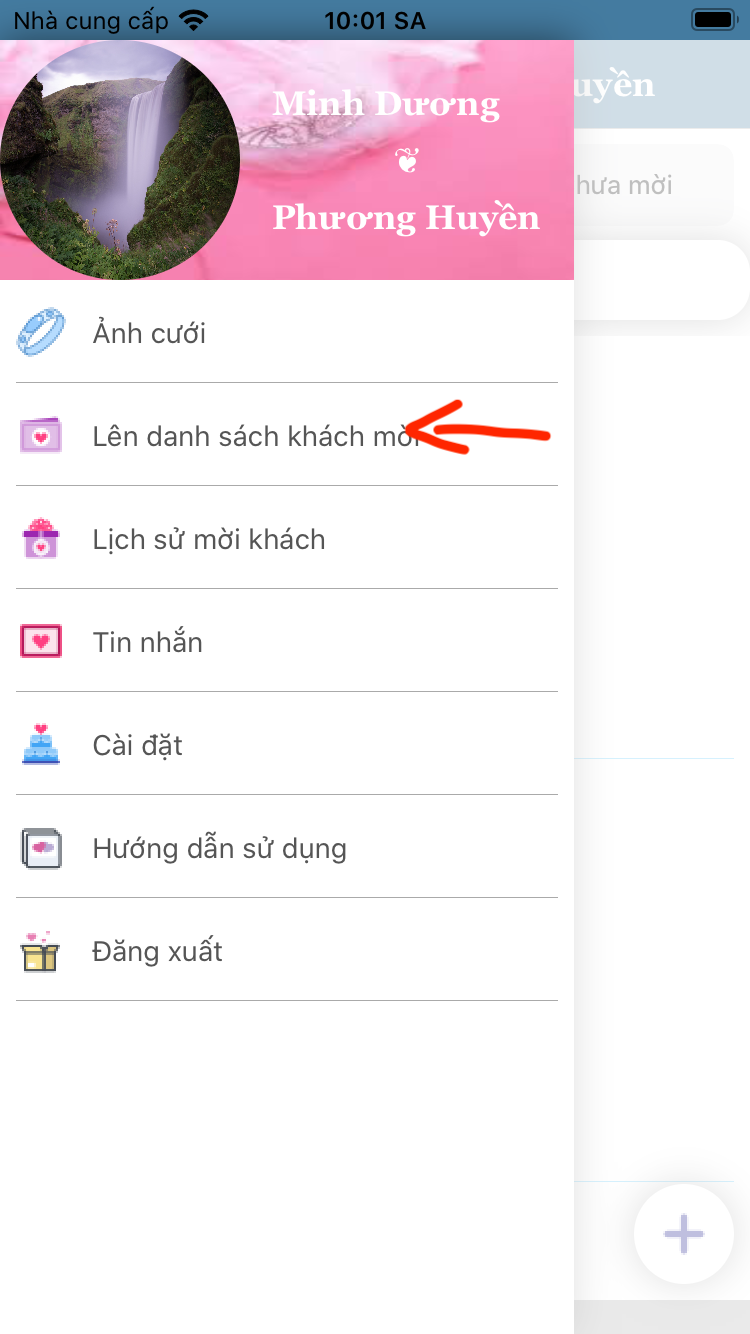 Nhà cung cấp 10:01 SA
Minh Dương
❦
Phương Huyền
uyền
hưa mời
Ảnh cưới
Lên danh sách khách mời
Lịch sử mời khách
Tin nhắn
Cài đặt
Hướng dẫn sử dụng
Đăng xuất